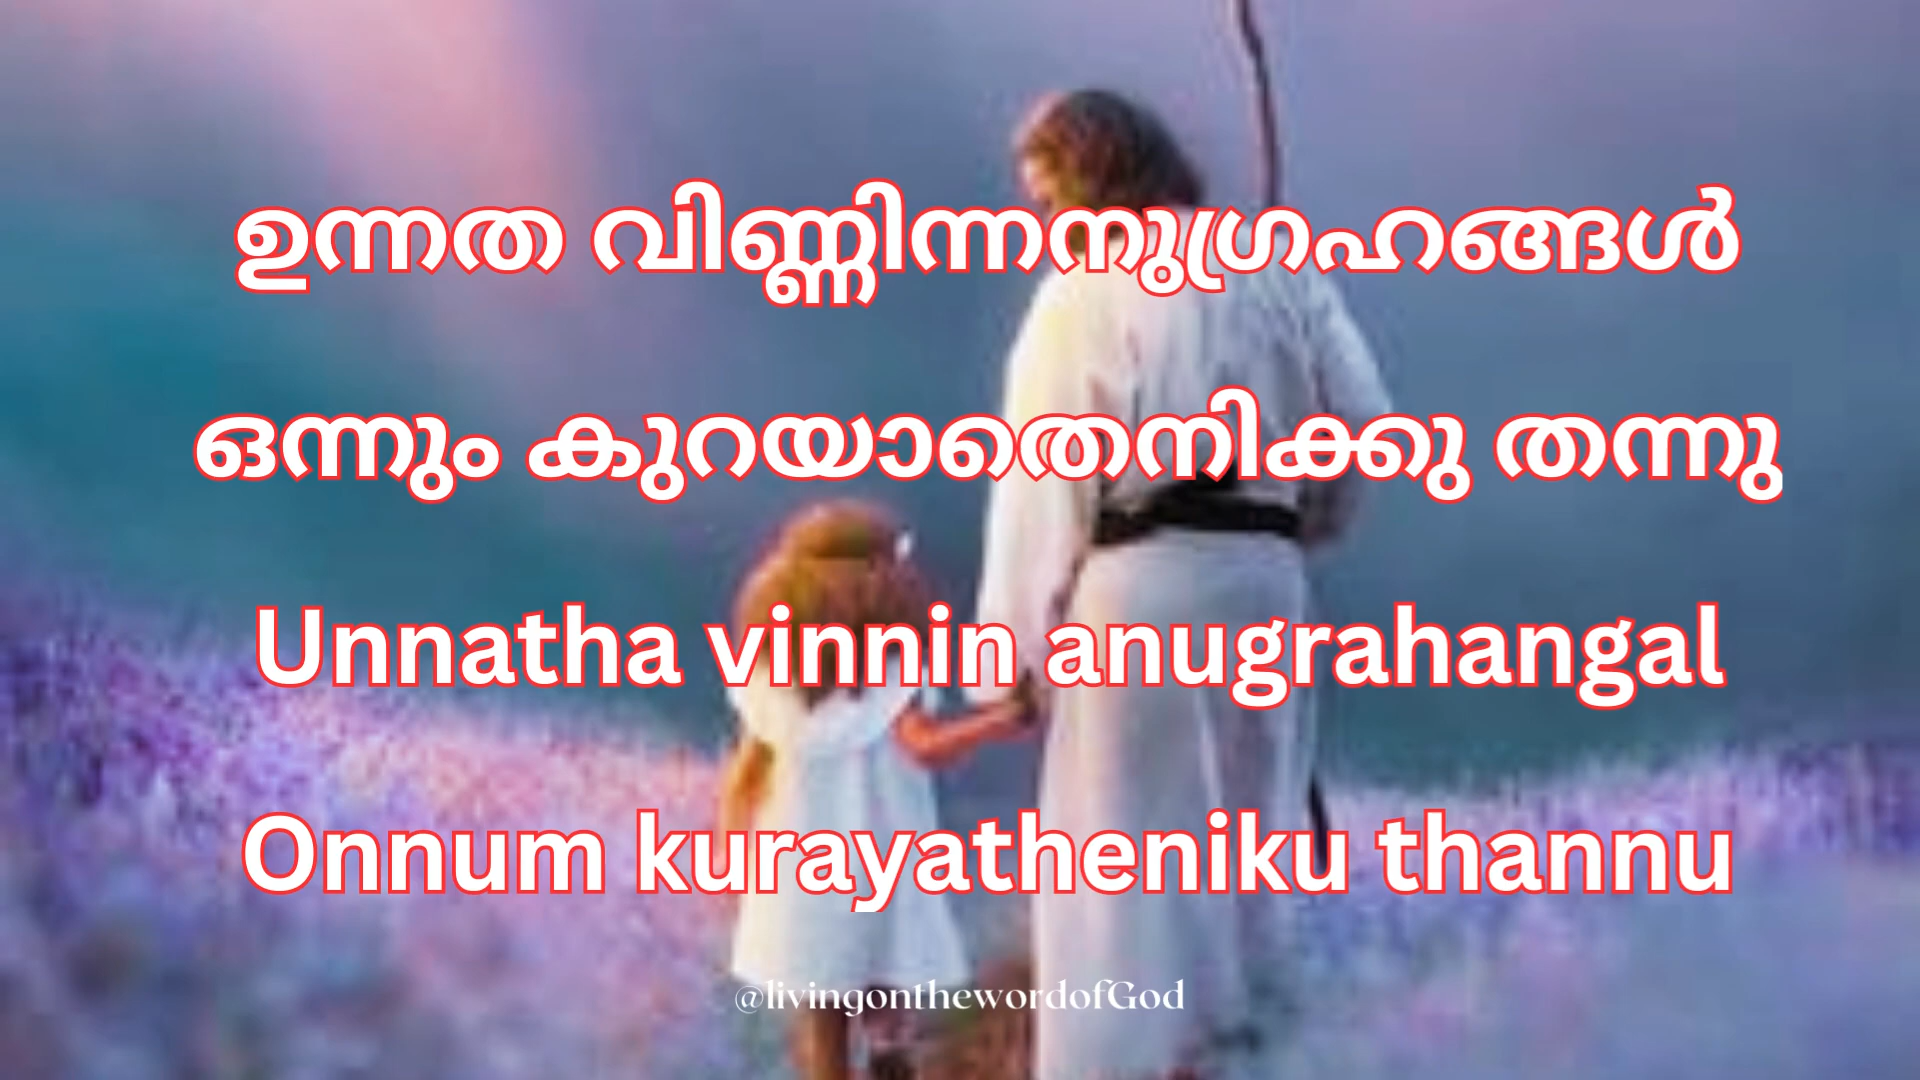 ഉന്നത വിണ്ണിന്നനുഗ്രഹങ്ങൾ
ഒന്നും കുറയാതെനിക്കു തന്നു
Unnatha vinnin anugrahangal
Onnum kurayatheniku thannu
@livingonthewordofGod